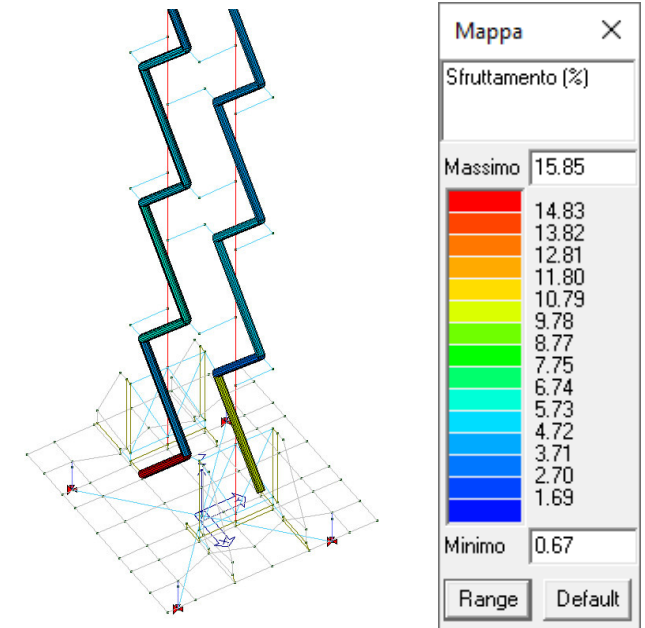 Mappa
Sfruttamento (%)
Massimo 15.85
14.83
13.82
12.81
11.80
10.79
9.78
8.77
7.75
6.74
5.73
4.72
3.71
2.70
1.69
Minimo 0.67
Range Default